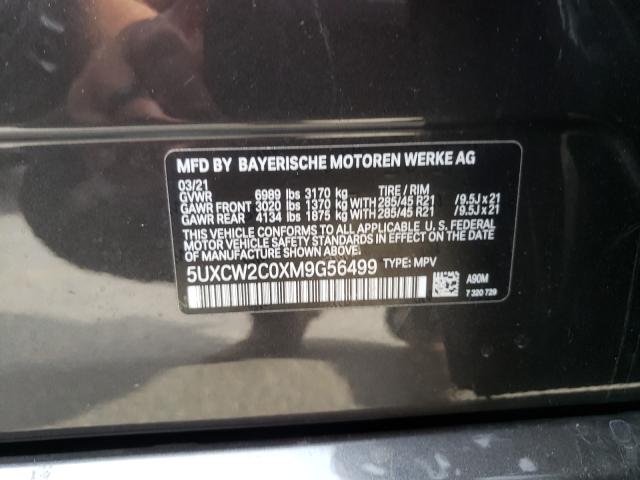 MFD BY BAYERISCHE MOTOREN WERKE AG
03/21
GVWR 6989 lbs 3170 kg TIRE / RIM
GAWR FRONT 3020 lbs 1370 kg WITH 285/45 R21 /9.5J x 21
GAWR REAR 4134 lbs 1875 kg WITH 285/45 R21 /9.5J x 21
THIS VEHICLE CONFORMS TO ALL APPLICABLE U.S. FEDERAL
MOTOR VEHICLE SAFETY STANDARDS IN EFFECT ON THE DATE
OF MANUFACTURE SHOWN ABOVE.
5UXCW2C0XM9G56499 TYPE: MPV
A90M
7 320 729